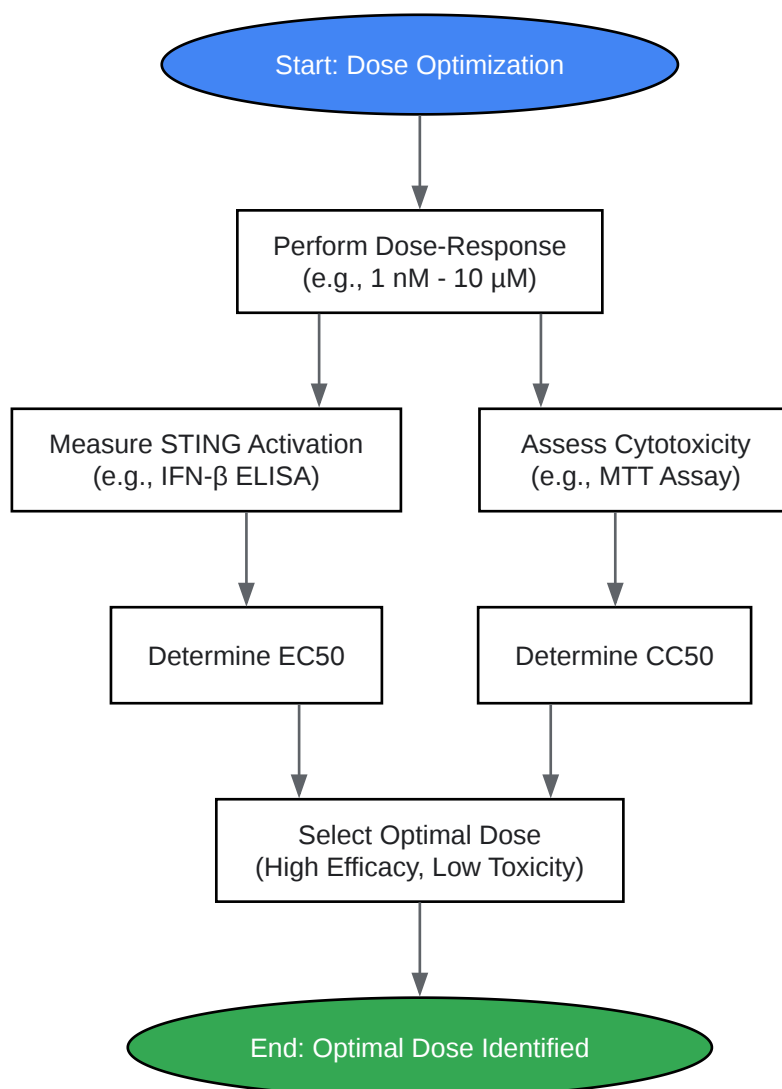 Start: Dose Optimization
Perform Dose-Response
(e.g., 1 nM - 10 µM)
Measure STING Activation
(e.g., IFN-β ELISA)
Assess Cytotoxicity
(e.g., MTT Assay)
Determine EC50
Determine CC50
Select Optimal Dose
(High Efficacy, Low Toxicity)
End: Optimal Dose Identified